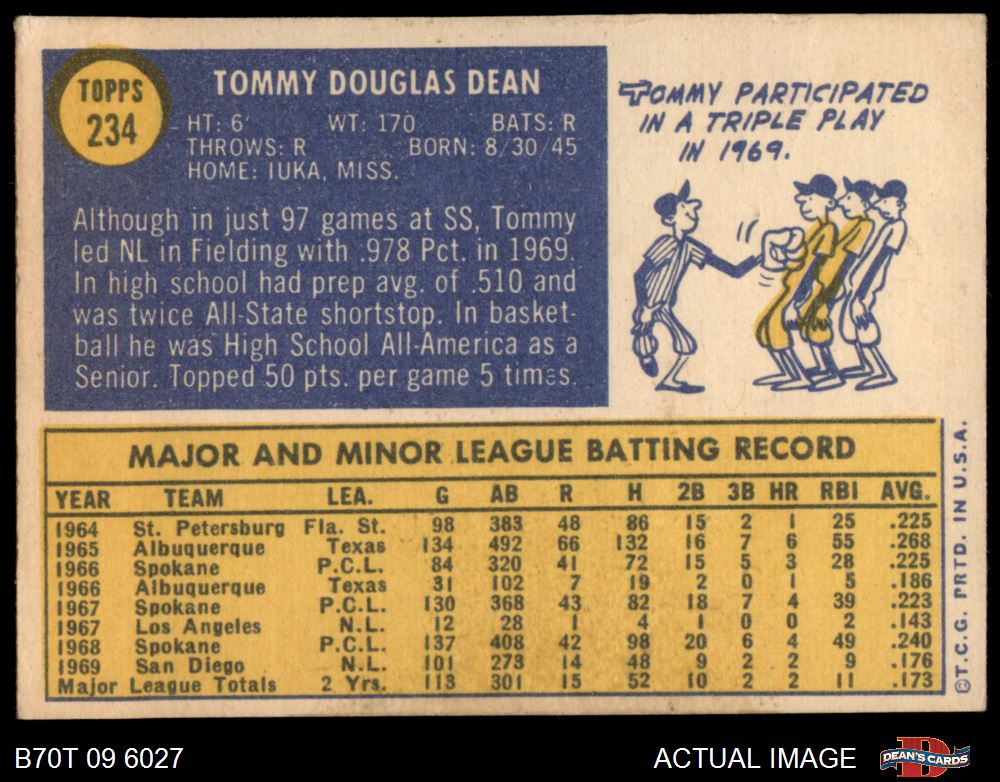 TOPPS
234
TOMMY DOUGLAS DEAN
HT: 6' WT: 170 BATS: R
THROWS: R BORN: 8/30/45
HOME: IUKA, MISS.
Although in just 97 games at SS, Tommy
led NL in Fielding with .978 Pct. in 1969.
In high school had prep avg. of .510 and
was twice All-State shortstop. In basket-
ball he was High School All-America as a
Senior. Topped 50 pts. per game 5 times.
TOMMY PARTICIPATED
IN A TRIPLE PLAY
IN 1969.
MAJOR AND MINOR LEAGUE BATTING RECORD
YEAR TEAM LEA. G AB R H 2B 3B HR RBI AVG.
1964 St. Petersburg Fla. St. 98 383 48 86 15 2 1 25 .225
1965 Albuquerque Texas 134 492 66 132 16 7 6 55 .268
1966 Spokane P.C.L. 84 320 41 72 15 5 3 28 .225
1966 Albuquerque Texas 31 102 7 19 2 0 1 5 .186
1967 Spokane P.C.L. 130 368 43 82 18 7 4 39 .223
1967 Los Angeles N.L. 12 28 1 4 1 0 0 2 .143
1968 Spokane P.C.L. 137 408 42 98 20 6 4 49 .240
1969 San Diego N.L. 101 273 14 48 9 2 2 9 .176
Major League Totals 2 Yrs. 113 301 15 52 10 2 2 11 .173
©T.C.G. PRTD. IN U.S.A.
B70T 09 6027
ACTUAL IMAGE
DEAN'S CARDS